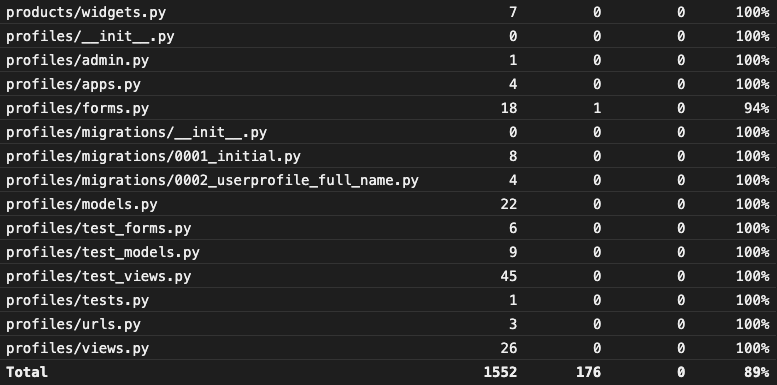 products/widgets.py 7 0 0 100%
profiles/__init__.py 0 0 0 100%
profiles/admin.py 1 0 0 100%
profiles/apps.py 4 0 0 100%
profiles/forms.py 18 1 0 94%
profiles/migrations/__init__.py 0 0 0 100%
profiles/migrations/0001_initial.py 8 0 0 100%
profiles/migrations/0002_userprofile_full_name.py 4 0 0 100%
profiles/models.py 22 0 0 100%
profiles/test_forms.py 6 0 0 100%
profiles/test_models.py 9 0 0 100%
profiles/test_views.py 45 0 0 100%
profiles/tests.py 1 0 0 100%
profiles/urls.py 3 0 0 100%
profiles/views.py 26 0 0 100%
Total 1552 176 0 89%